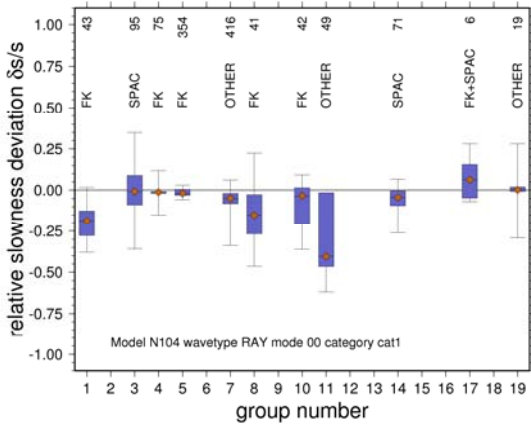 43 95 75 354 416 41 42 49 71 6 19
FK SPAC FK FK OTHER FK FK OTHER SPAC FK+SPAC OTHER
relative slowness deviation δs/s
1.00
0.75
0.50
0.25
0.00
-0.25
-0.50
-0.75
-1.00
Model N104 wavetype RAY mode 00 category cat1
1 2 3 4 5 6 7 8 9 10 11 12 13 14 15 16 17 18 19
group number